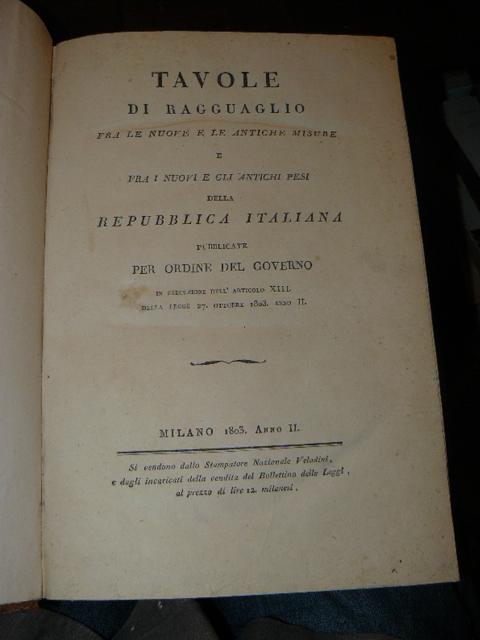 TAVOLE
DI RAGGUAGLIO
FRA LE NUOVE E LE ANTICHE MISURE
E
FRA I NUOVI E GLI ANTICHI PESI
DELLA
REPUBBLICA ITALIANA
PUBBLICATE
PER ORDINE DEL GOVERNO
IN ESECUZIONE DELL' ARTICOLO XIII.
DELLA LEGGE 27. OTTOBRE 1803. ANNO II.
MILANO 1803. ANNO II.
Si vendono dallo Stampatore Nazionale Veladini,
e dagli incaricati della vendita del Bollettino delle Leggi,
al prezzo di lire 12. milanesi.